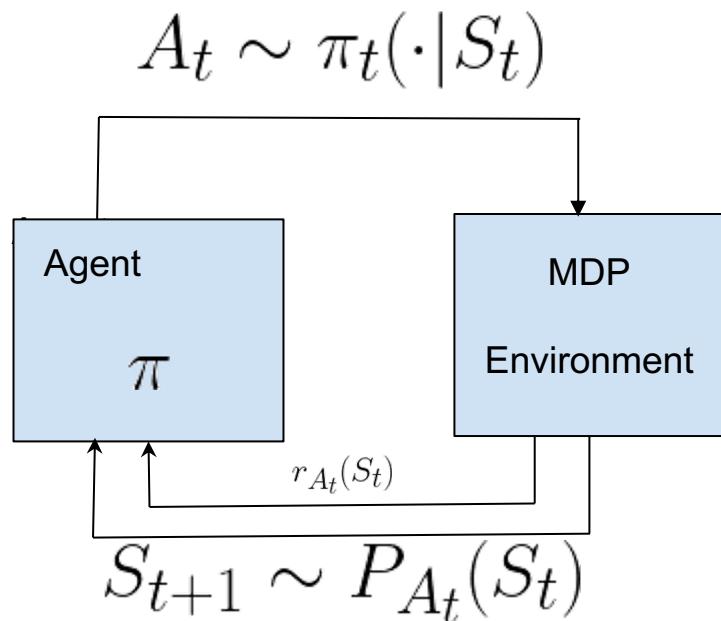 A_t ∼ π_t(·|S_t)
Agent
π
MDP
Environment
r_{A_t}(S_t)
S_{t+1} ∼ P_{A_t}(S_t)